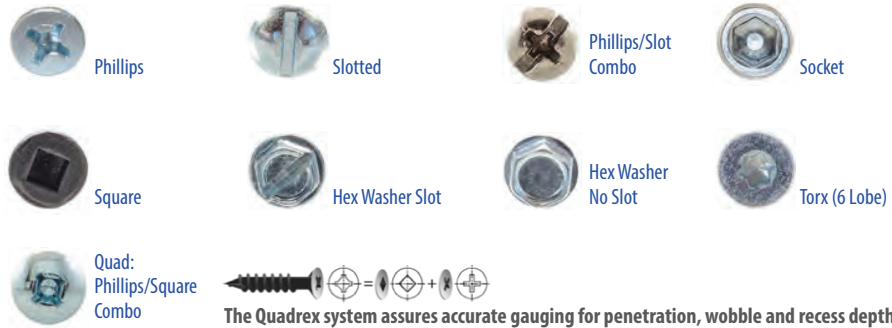 Phillips
Slotted
Phillips/Slot
Combo
Socket
Square
Hex Washer Slot
Hex Washer
No Slot
Torx (6 Lobe)
Quad:
Phillips/Square
Combo
The Quadrex system assures accurate gauging for penetration, wobble and recess depth